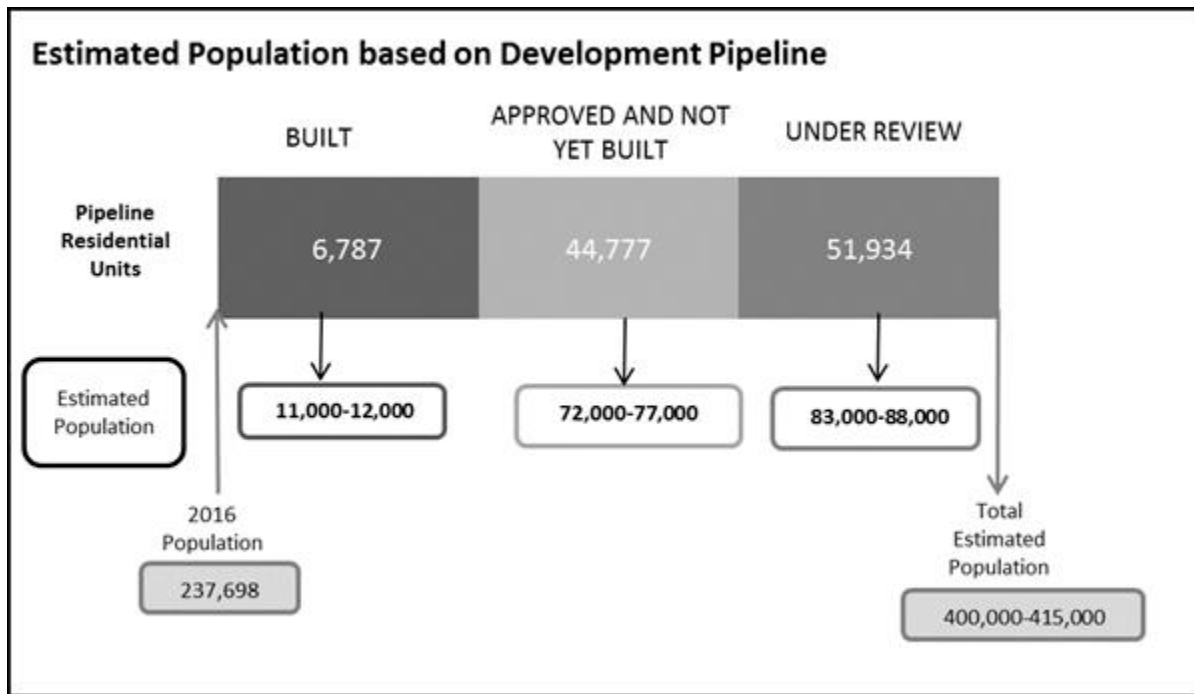 Estimated Population based on Development Pipeline
BUILT
APPROVED AND NOT
YET BUILT
UNDER REVIEW
Pipeline
Residential
Units
6,787
44,777
51,934
Estimated
Population
11,000-12,000
72,000-77,000
83,000-88,000
2016
Population
237,698
Total
Estimated
Population
400,000-415,000